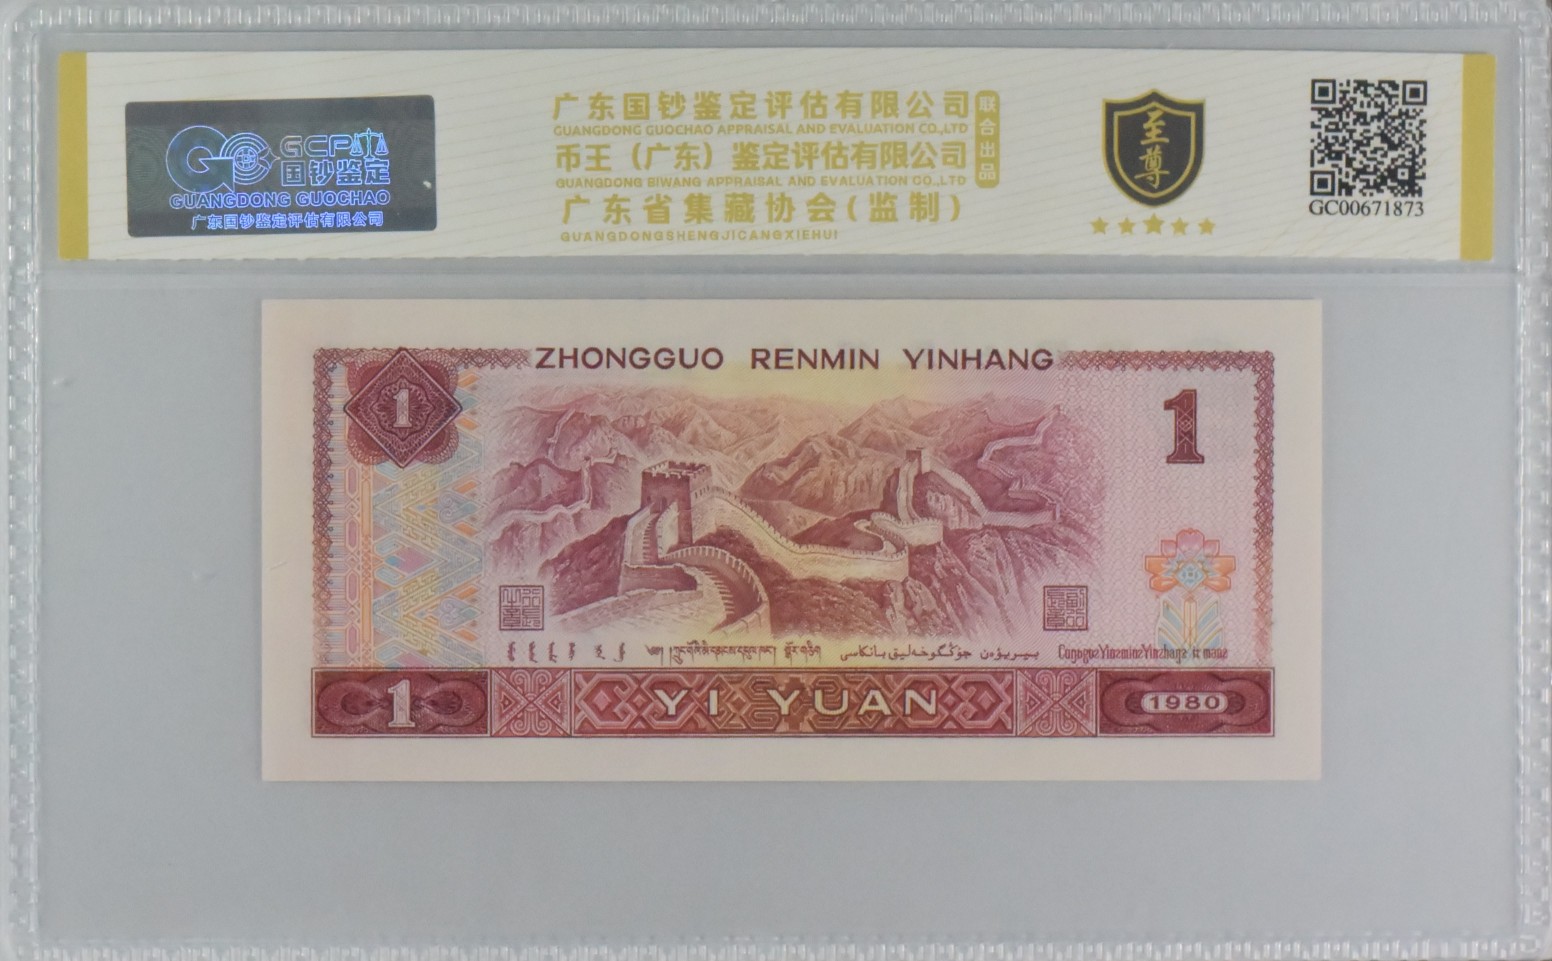 GCPA
国钞鉴定
GUANGDONG GUOCHAO
广东国钞鉴定评估有限公司
广东国钞鉴定评估有限公司
GUANGDONG GUOCHAO APPRAISAL AND EVALUATION CO.,LTD
币王（广东）鉴定评估有限公司
GUANGDONG BIWANG APPRAISAL AND EVALUATION CO.,LTD
广东省集藏协会(监制)
GUANGDONGSHENGJICANGXIEHUI
联合出品
至尊
GC00671873
ZHONGGUO RENMIN YINHANG
1
1
1
YI YUAN
1980